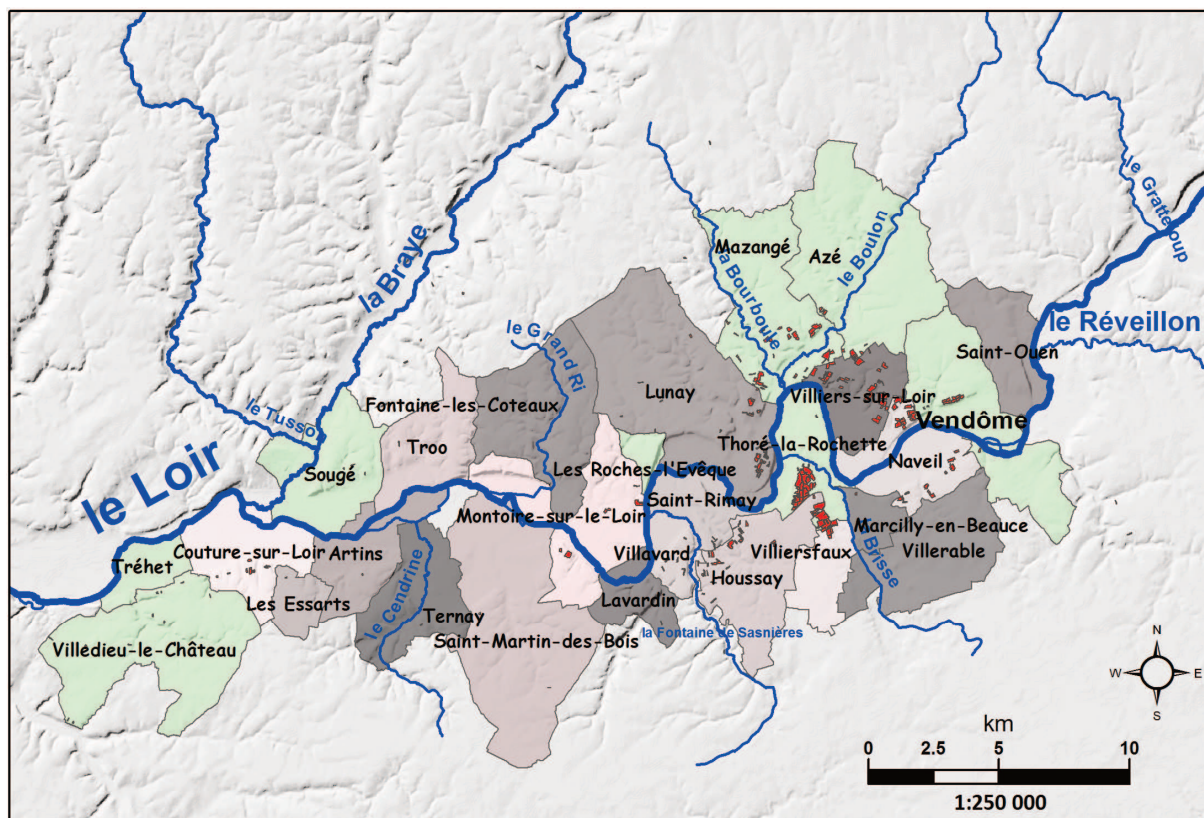 le Gratteloup
Mazangé
Azé
le Boulon
la Braye
la Bourboule
le Réveillon
le Grand Ri
Saint-Ouen
Lunay
Villiers-sur-Loir
Fontaine-les-Coteaux
le Tusson
Vendôme
Troo
Thoré-la-Rochette
Naveil
Sougé
Les Roches-l'Evêque
le Loir
Saint-Rimay
Montoire-sur-le-Loir
Marcilly-en-Beauce
Couture-sur-Loir
Artins
Villavard
Villiersfaux
Villerable
Tréhet
la Brisse
Houssay
Les Essarts
Lavardin
le Cendrine
Ternay
la Fontaine de Sasnières
Saint-Martin-des-Bois
Villedieu-le-Château
N
W
E
S
km
0
2.5
5
10
1:250 000